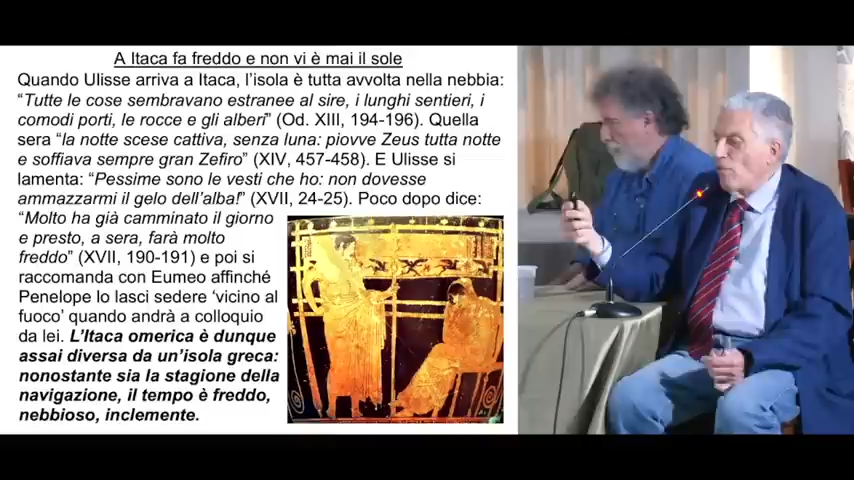 A Itaca fa freddo e non vi è mai il sole
Quando Ulisse arriva a Itaca, l’isola è tutta avvolta nella nebbia:
“Tutte le cose sembravano estranee al sire, i lunghi sentieri, i
comodi porti, le rocce e gli alberi” (Od. XIII, 194-196). Quella
sera “la notte scese cattiva, senza luna: piovve Zeus tutta notte
e soffiava sempre gran Zefiro” (XIV, 457-458). E Ulisse si
lamenta: “Pessime sono le vesti che ho: non dovesse
ammazzarmi il gelo dell’alba!” (XVII, 24-25). Poco dopo dice:
“Molto ha già camminato il giorno
e presto, a sera, farà molto
freddo” (XVII, 190-191) e poi si
raccomanda con Eumeo affinché
Penelope lo lasci sedere ‘vicino al
fuoco’ quando andrà a colloquio
da lei. L’Itaca omerica è dunque
assai diversa da un’isola greca:
nonostante sia la stagione della
navigazione, il tempo è freddo,
nebbioso, inclemente.